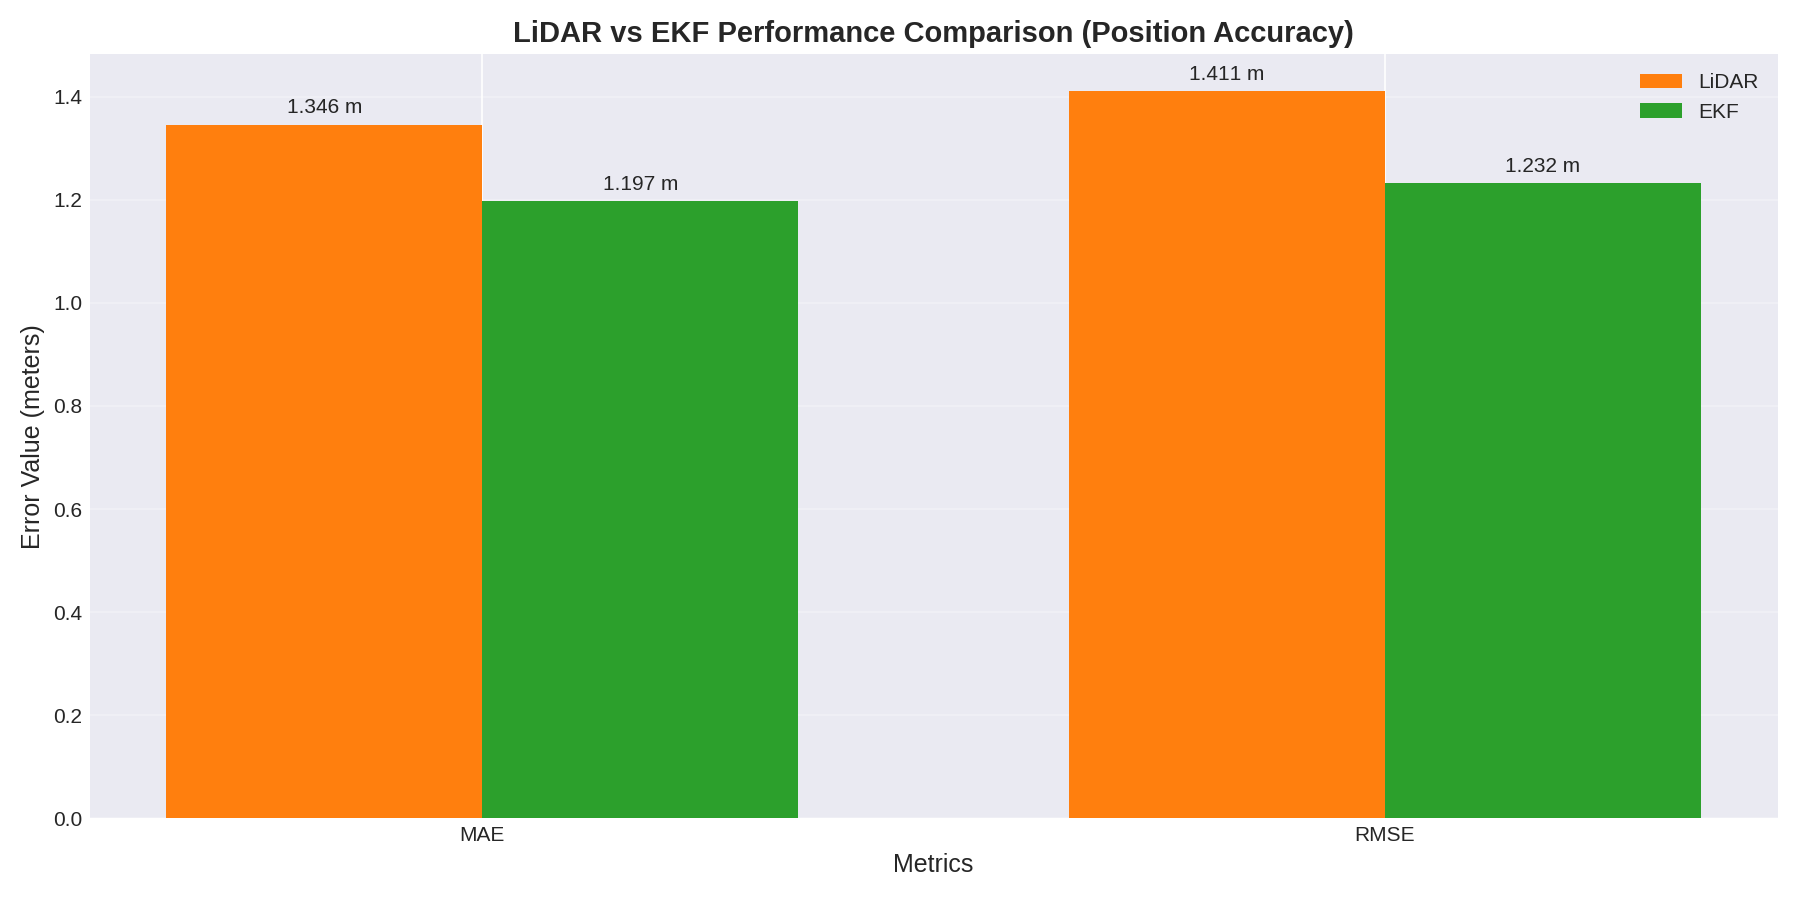 LiDAR vs EKF Performance Comparison (Position Accuracy)
LiDAR
EKF
1.346 m
1.197 m
1.411 m
1.232 m
Error Value (meters)
1.4
1.2
1.0
0.8
0.6
0.4
0.2
0.0
MAE
RMSE
Metrics